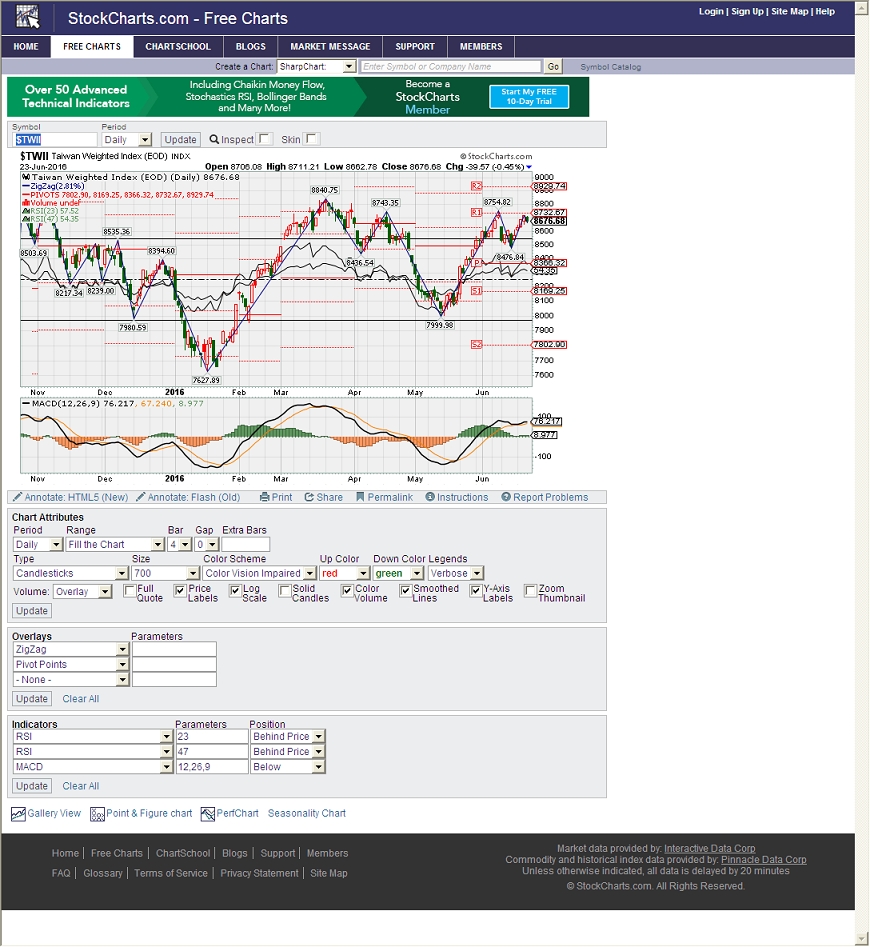 StockCharts.com - Free Charts
Login | Sign Up | Site Map | Help
HOME FREE CHARTS CHARTSCHOOL BLOGS MARKET MESSAGE SUPPORT MEMBERS
Create a Chart: SharpChart: Enter Symbol or Company Name Go Symbol Catalog
Over 50 Advanced
Technical Indicators
Including Chaikin Money Flow,
Stochastics RSI, Bollinger Bands
and Many More!
Become a
StockCharts
Member
Start My FREE
10-Day Trial
Symbol Period
$TWII Daily Update Inspect Skin
$TWII Taiwan Weighted Index (EOD) INDX © StockCharts.com
23-Jun-2016 Open 8706.08 High 8711.21 Low 8662.78 Close 8676.68 Chg -39.57 (-0.45%)
Taiwan Weighted Index (EOD) (Daily) 8676.68
ZigZag(2.81%)
PIVOTS 7802.90, 8169.25, 8366.32, 8732.67, 8929.74
Volume undef
RSI(23) 57.52
RSI(47) 54.35
8503.69
8217.34
8239.00
8535.36
7980.59
8394.60
7627.89
8840.75
8436.54
8743.35
7999.98
8754.82
8476.84
R2
R1
P
S1
S2
9000
8929.74
8800
8732.67
8676.68
8600
8500
8400
8366.32
54.35
8169.25
8100
8000
7900
7802.90
7700
7600
Nov Dec 2016 Feb Mar Apr May Jun
MACD(12,26,9) 76.217, 67.240, 8.977
100
76.217
8.977
-100
Nov Dec 2016 Feb Mar Apr May Jun
Annotate: HTML5 (New) Annotate: Flash (Old) Print Share Permalink Instructions Report Problems
Chart Attributes
Period Range Bar Gap Extra Bars
Daily Fill the Chart 4 0
Type Size Color Scheme Up Color Down Color Legends
Candlesticks 700 Color Vision Impaired red green Verbose
Volume: Overlay Full Quote Price Labels Log Scale Solid Candles Color Volume Smoothed Lines Y-Axis Labels Zoom Thumbnail
Update
Overlays Parameters
ZigZag
Pivot Points
- None -
Update Clear All
Indicators Parameters Position
RSI 23 Behind Price
RSI 47 Behind Price
MACD 12,26,9 Below
Update Clear All
Gallery View Point & Figure chart PerfChart Seasonality Chart
Home | Free Charts | ChartSchool | Blogs | Support | Members
FAQ | Glossary | Terms of Service | Privacy Statement | Site Map
Market data provided by: Interactive Data Corp
Commodity and historical index data provided by: Pinnacle Data Corp
Unless otherwise indicated, all data is delayed by 20 minutes
© StockCharts.com. All Rights Reserved.